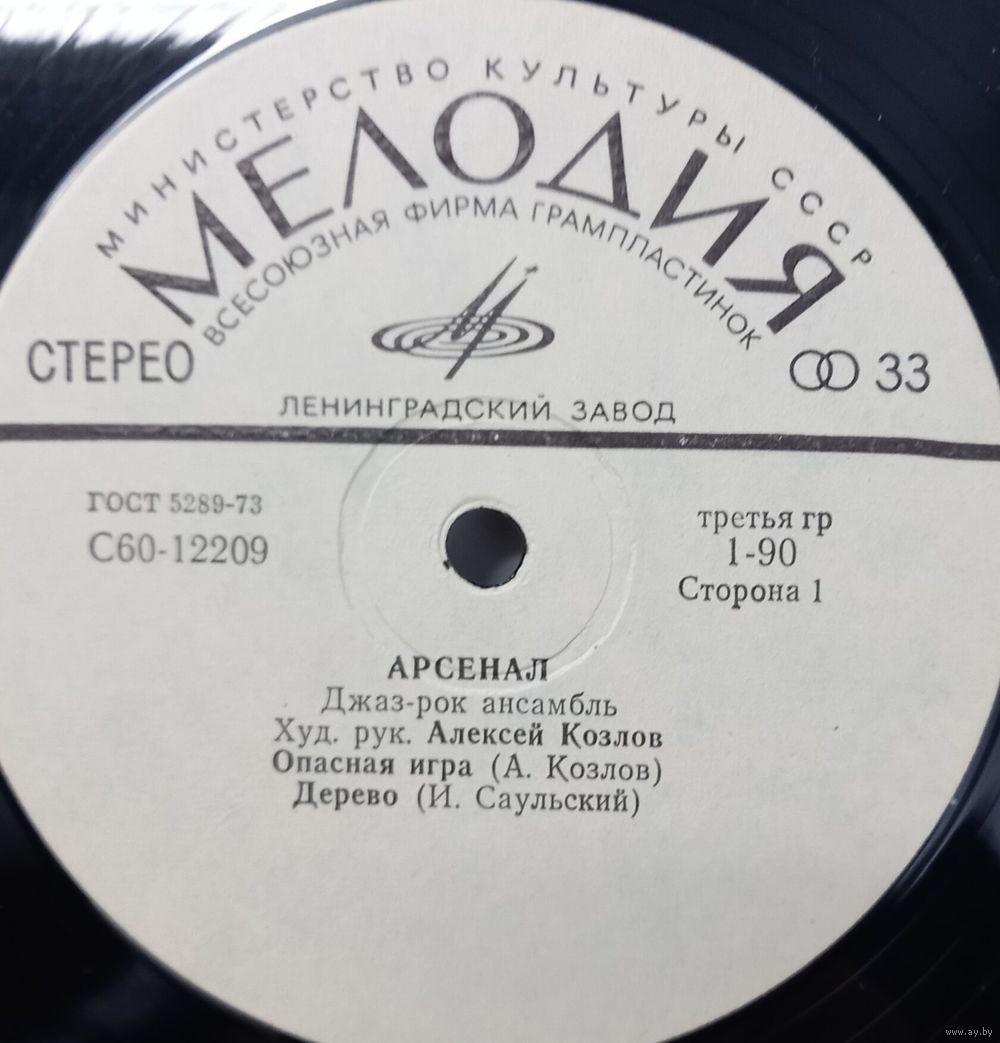 МИНИСТЕРСТВО КУЛЬТУРЫ СССР
МЕЛОДИЯ
ВСЕСОЮЗНАЯ ФИРМА ГРАМПЛАСТИНОК
СТЕРЕО
33
ЛЕНИНГРАДСКИЙ ЗАВОД
ГОСТ 5289-73
С60-12209
третья гр
1-90
Сторона 1
АРСЕНАЛ
Джаз-рок ансамбль
Худ. рук. Алексей Козлов
Опасная игра (А. Козлов)
Дерево (И. Саульский)
www.ay.by